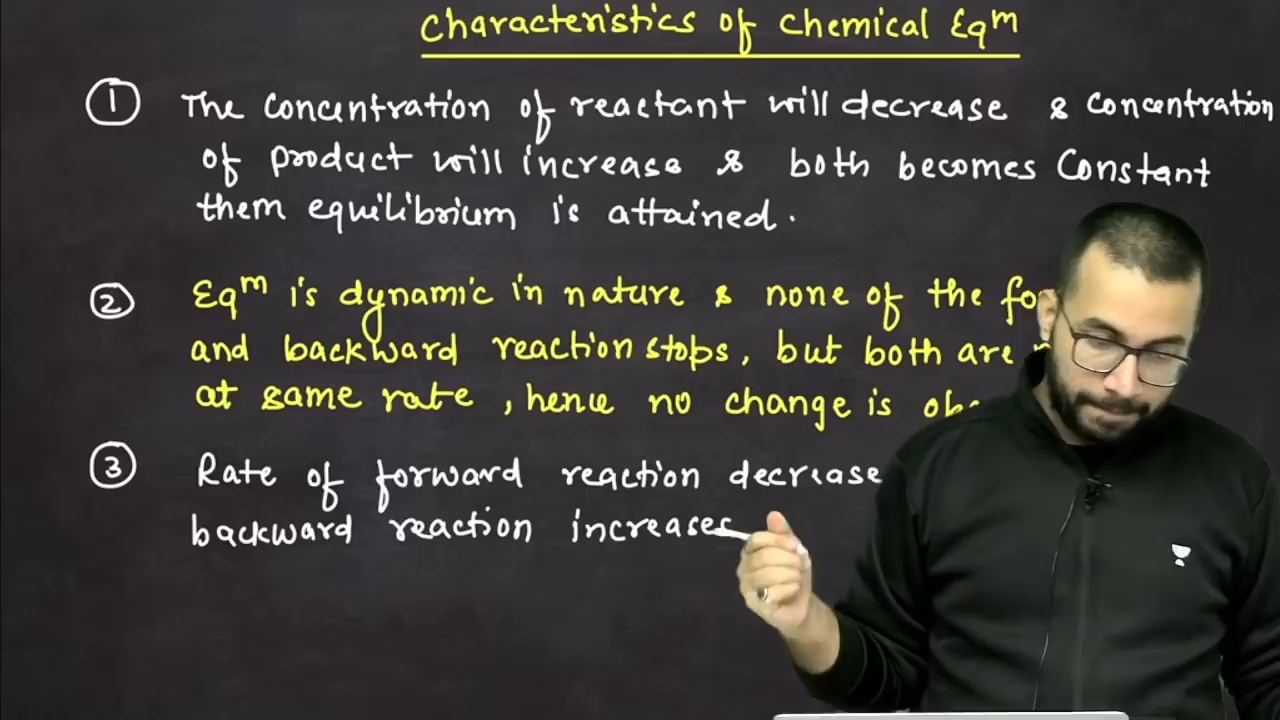 Characteristics of Chemical Eqm
1 The Concentration of reactant will decrease & concentration
of product will increase & both becomes Constant
them equilibrium is attained.
2 Eqm is dynamic in nature & none of the
and backward reaction stops, but both are
at same rate, hence no change is
3 Rate of forward reaction decrease
backward reaction increases